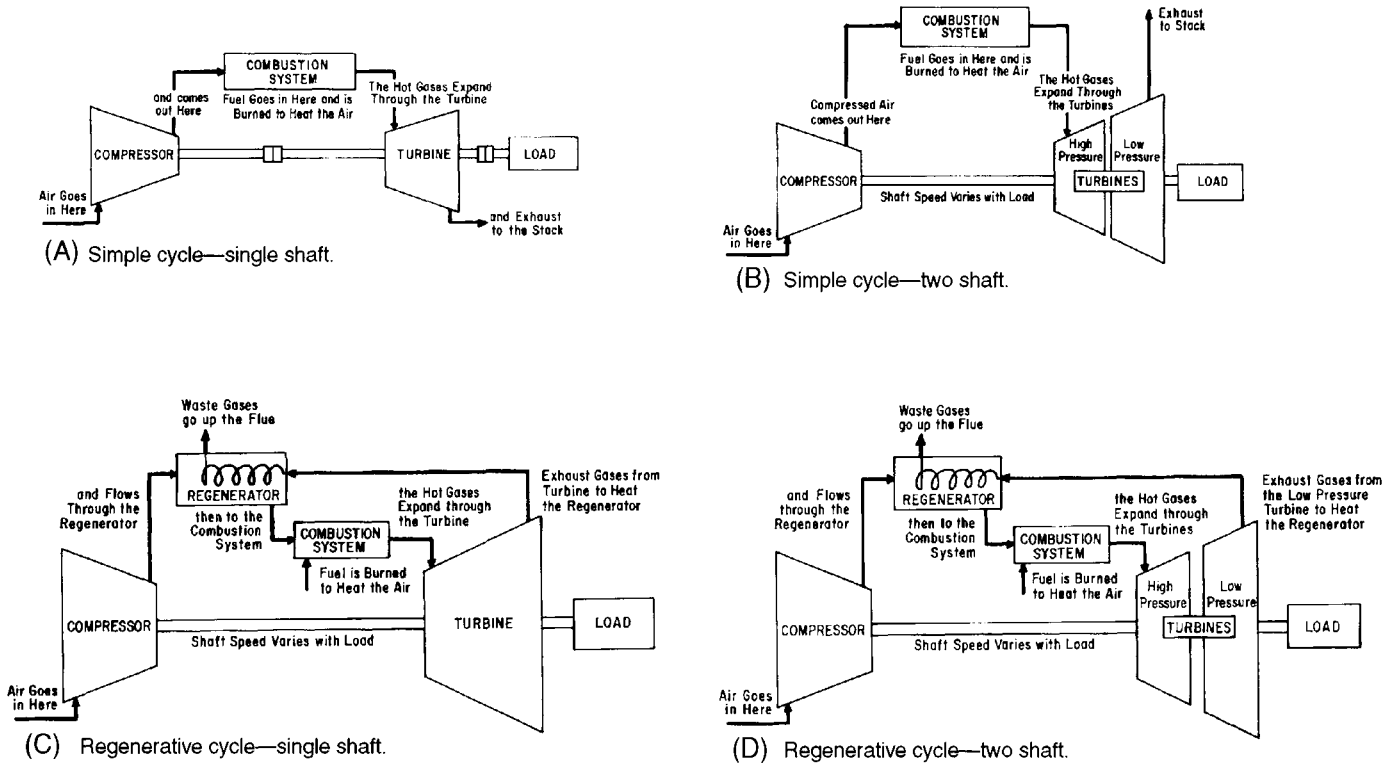 COMBUSTION
SYSTEM
and comes
out Here
Fuel Goes in Here and is
Burned to Heat the Air
The Hot Gases Expand
Through the Turbine
COMPRESSOR
TURBINE
LOAD
Air Goes
in Here
and Exhaust
to the Stack
(A) Simple cycle—single shaft.
COMBUSTION
SYSTEM
Exhaust
to Stack
Fuel Goes in Here and is
Burned to Heat the Air
The Hot Gases
Expand Through
the Turbines
Compressed Air
comes out Here
High
Pressure
Low
Pressure
COMPRESSOR
TURBINES
LOAD
Shaft Speed Varies with Load
Air Goes
in Here
(B) Simple cycle—two shaft.
Waste Gases
go up the Flue
and Flows
Through the
Regenerator
REGENERATOR
Exhaust Gases from
Turbine to Heat
the Regenerator
then to the
Combustion
System
the Hot Gases
Expand through
the Turbine
COMBUSTION
SYSTEM
Fuel is Burned
to Heat the Air
COMPRESSOR
TURBINE
LOAD
Shaft Speed Varies with Load
Air Goes
in Here
(C) Regenerative cycle—single shaft.
Waste Gases
go up the Flue
and Flows
through the
Regenerator
REGENERATOR
Exhaust Gases from
the Low Pressure
Turbine to Heat
the Regenerator
then to the
Combustion
System
the Hot Gases
Expand through
the Turbines
COMBUSTION
SYSTEM
Fuel is Burned
to Heat the Air
High
Pressure
Low
Pressure
COMPRESSOR
TURBINES
LOAD
Shaft Speed Varies with Load
Air Goes
in Here
(D) Regenerative cycle—two shaft.